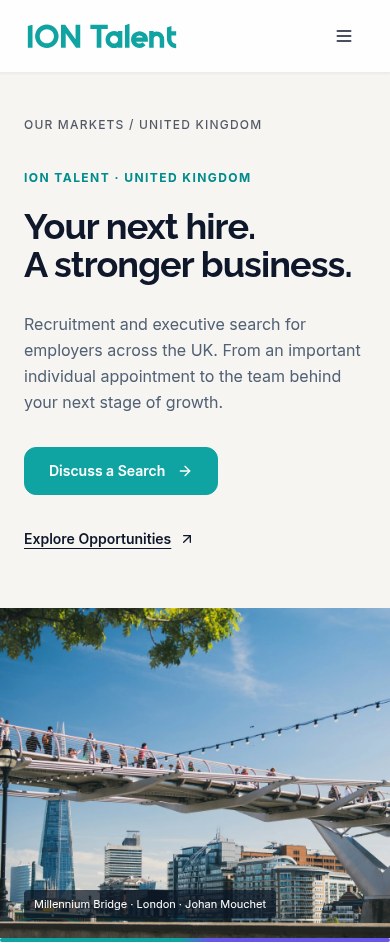 ION Talent
OUR MARKETS / UNITED KINGDOM
ION TALENT · UNITED KINGDOM
Your next hire.
A stronger business.
Recruitment and executive search for
employers across the UK. From an important
individual appointment to the team behind
your next stage of growth.
Discuss a Search →
Explore Opportunities ↗
Millennium Bridge · London · Johan Mouchet